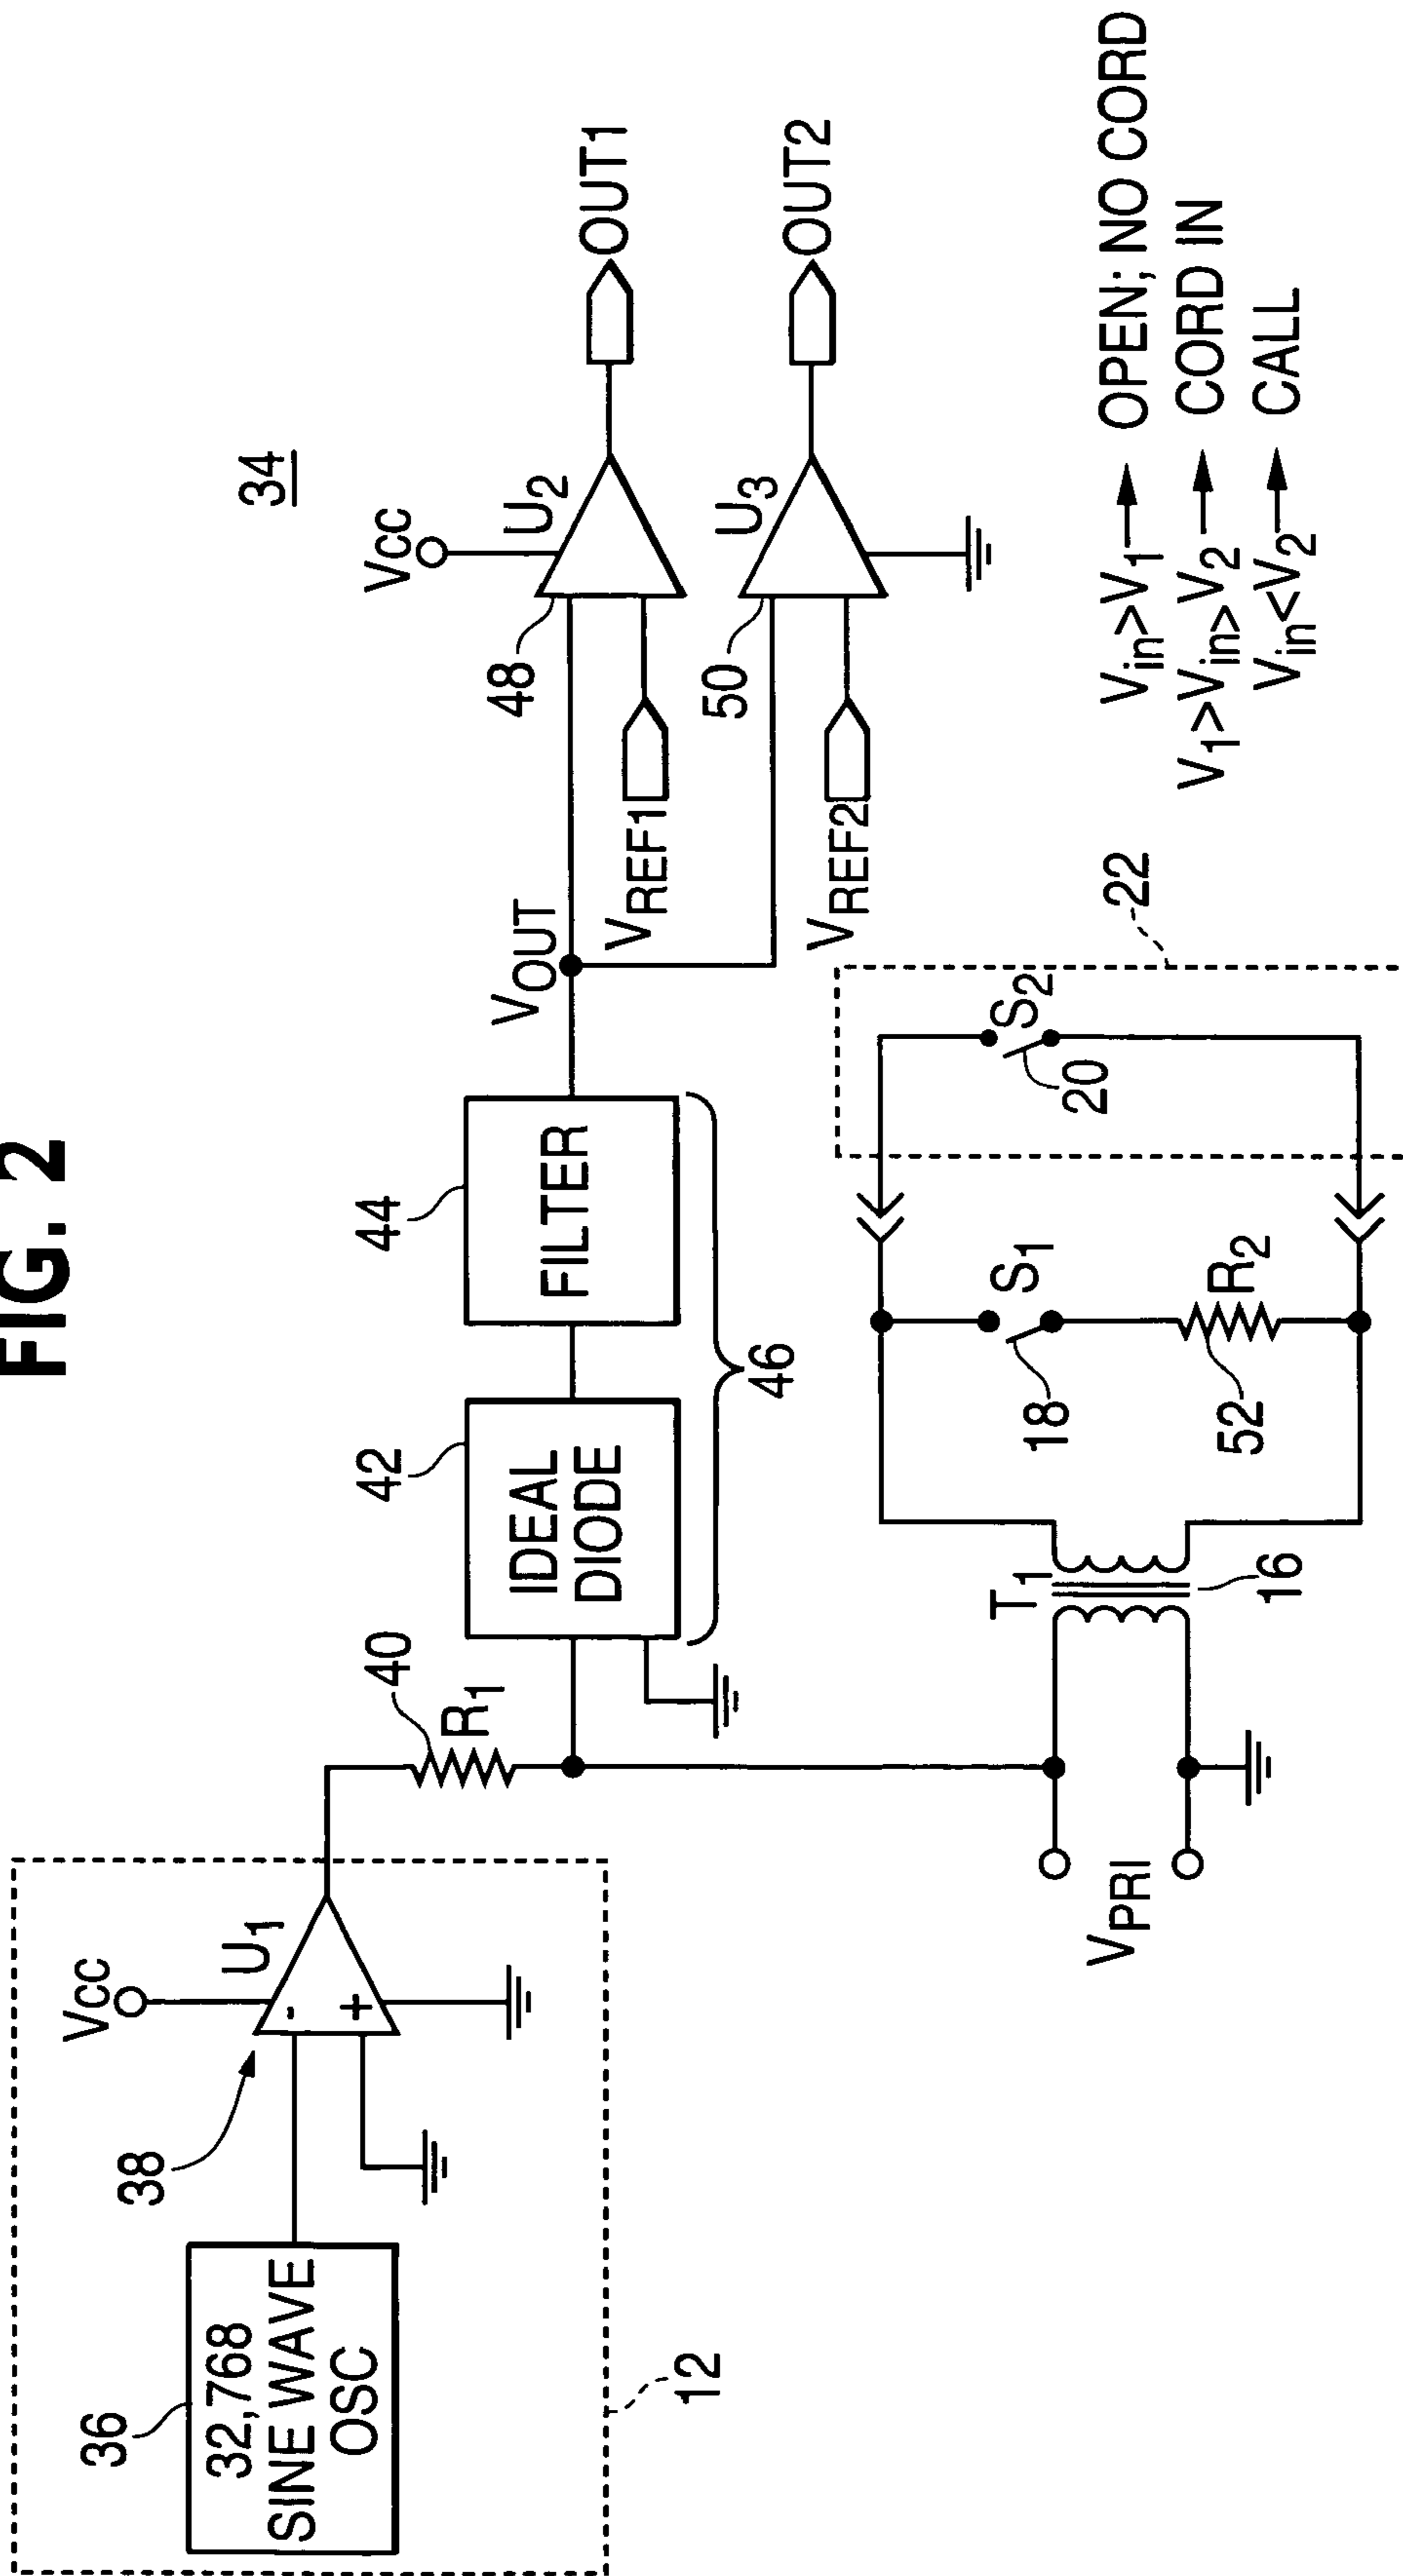 FIG. 2
34
36
32,768
SINE WAVE
OSC
38
VCC
U1
-
+
12
40
R1
42
IDEAL
DIODE
44
FILTER
46
VOUT
VCC
48
U2
VREF1
OUT1
50
U3
VREF2
OUT2
VPRI
T1
16
S1
18
R2
52
S2
20
22
Vin>V1 → OPEN; NO CORD
V1>Vin>V2 → CORD IN
Vin<V2 → CALL